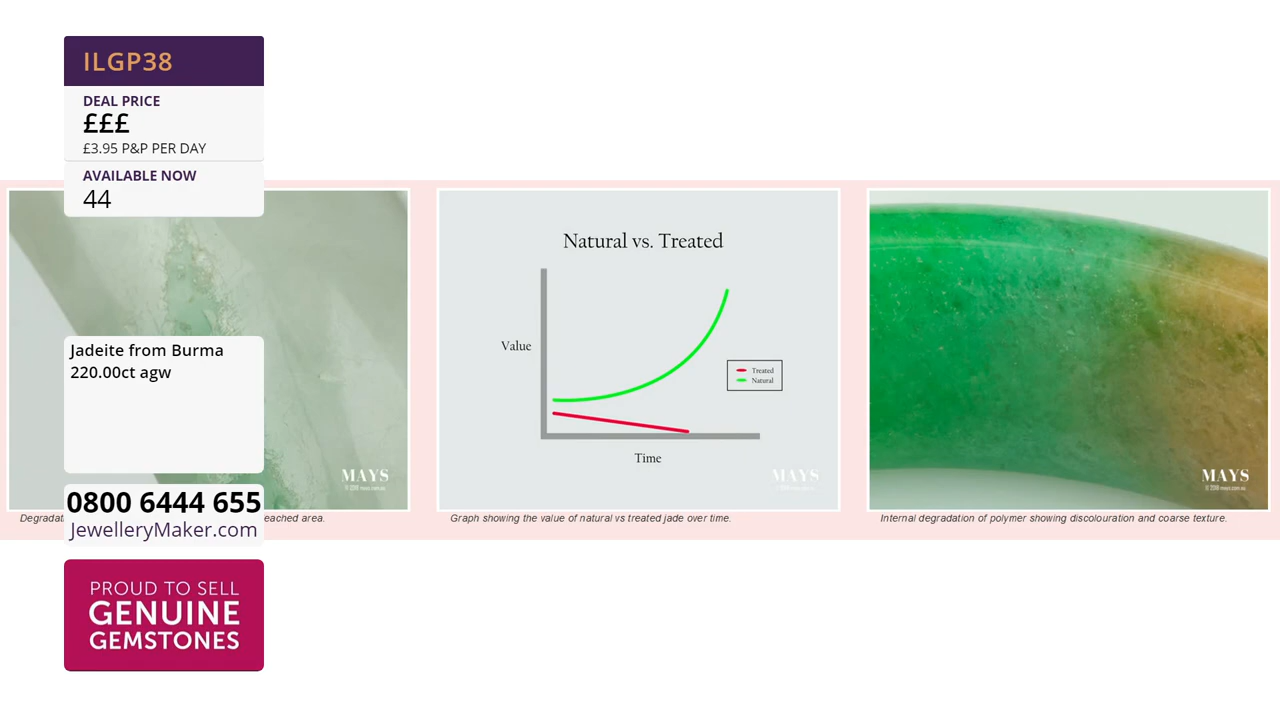 ILGP38
DEAL PRICE
£££
£3.95 P&P PER DAY
AVAILABLE NOW
44
Jadeite from Burma
220.00ct agw
0800 6444 655
JewelleryMaker.com
PROUD TO SELL
GENUINE
GEMSTONES
eached area.
Natural vs. Treated
Value
Treated
Natural
Time
MAYS
Graph showing the value of natural vs treated jade over time.
MAYS
MAYS
Internal degradation of polymer showing discolouration and coarse texture.